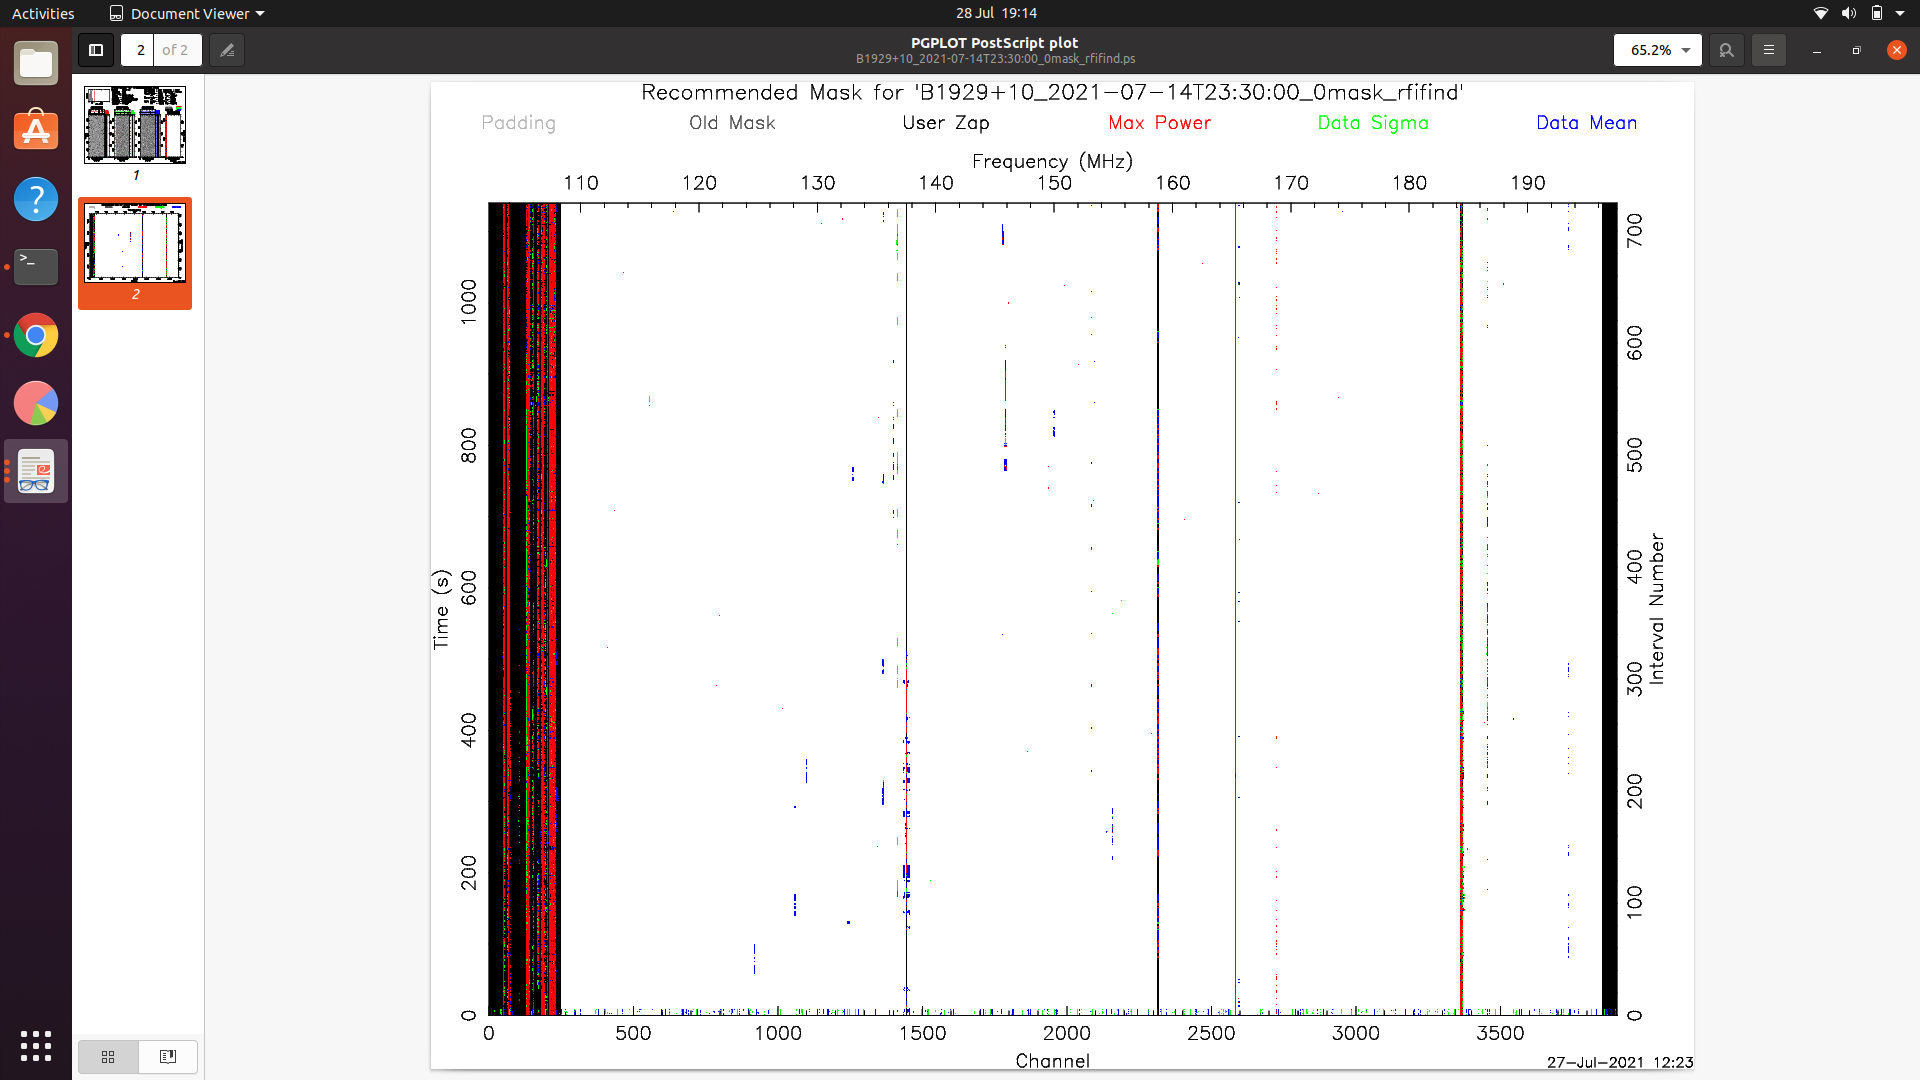 Activities Document Viewer 28 Jul 19:14
2 of 2 PGPLOT PostScript plot 65.2%
B1929+10_2021-07-14T23:30:00_0mask_rfifind.ps
1
2
Recommended Mask for 'B1929+10_2021-07-14T23:30:00_0mask_rfifind'
Padding Old Mask User Zap Max Power Data Sigma Data Mean
Frequency (MHz)
110 120 130 140 150 160 170 180 190
Time (s)
0 200 400 600 800 1000
Interval Number
0 100 200 300 400 500 600 700
0 500 1000 1500 2000 2500 3000 3500
Channel
27-Jul-2021 12:23